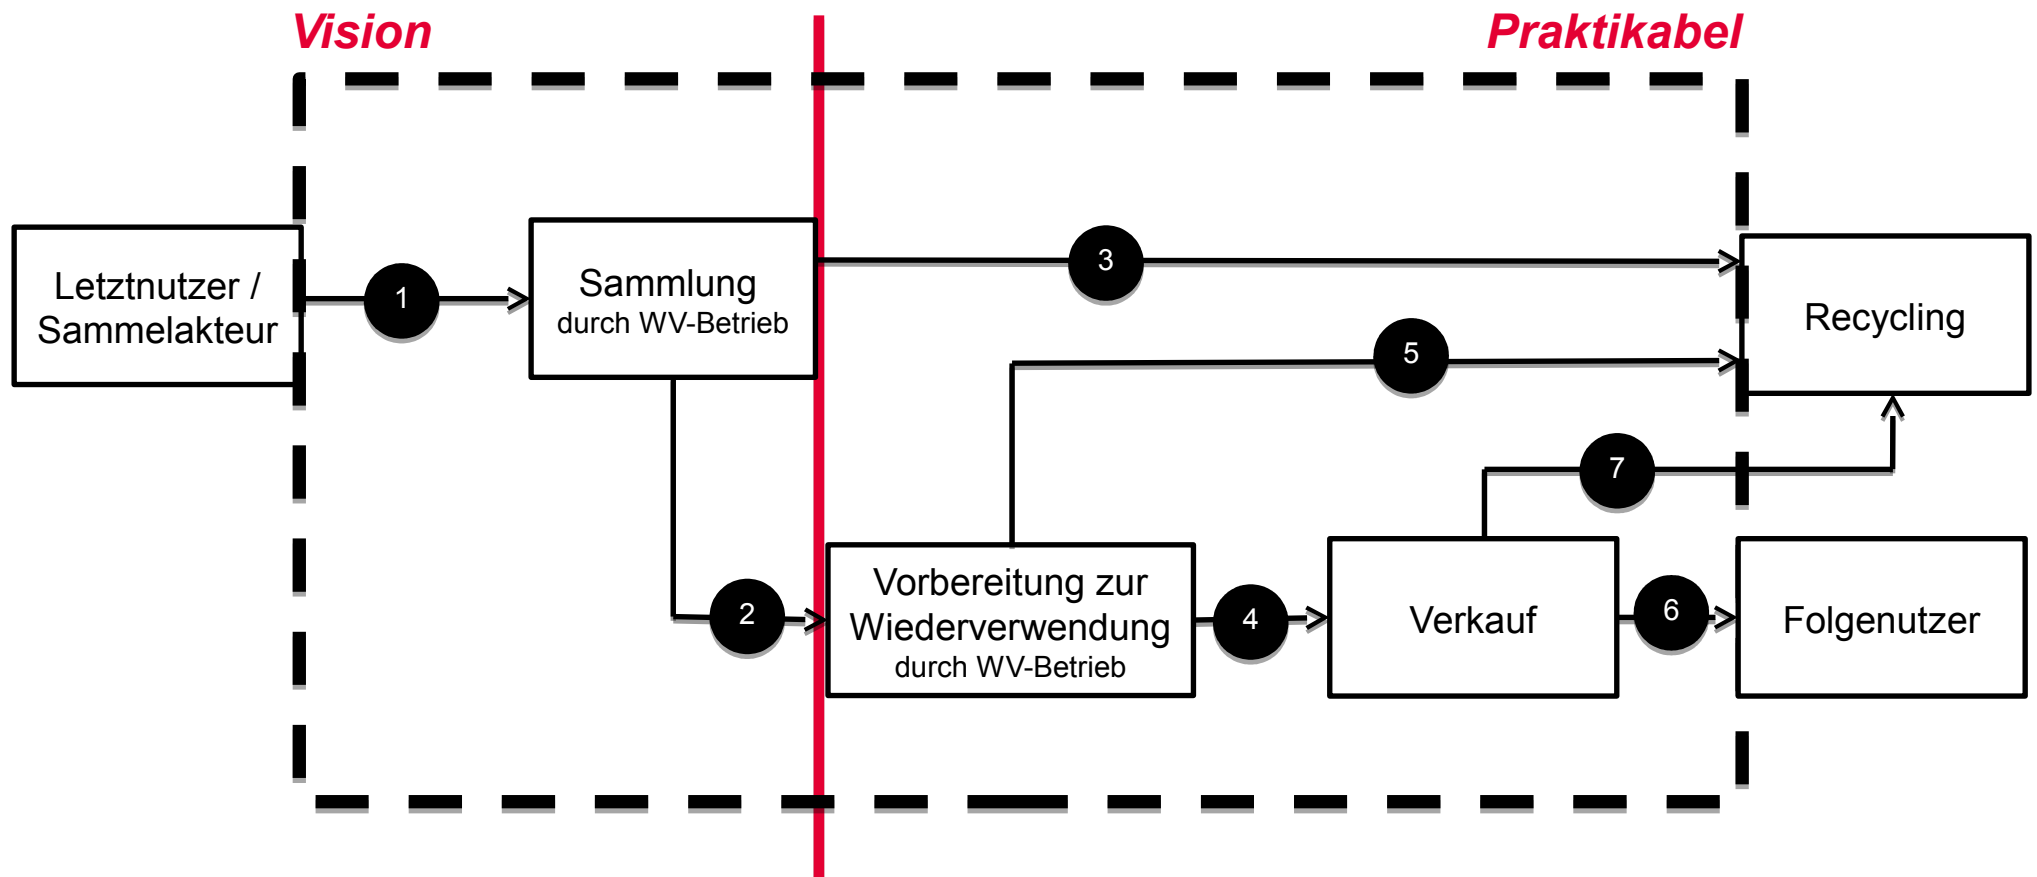 Vision
Praktikabel
Letztnutzer /
Sammelakteur
1
Sammlung
durch WV-Betrieb
3
5
Recycling
7
2
Vorbereitung zur
Wiederverwendung
durch WV-Betrieb
4
Verkauf
6
Folgenutzer